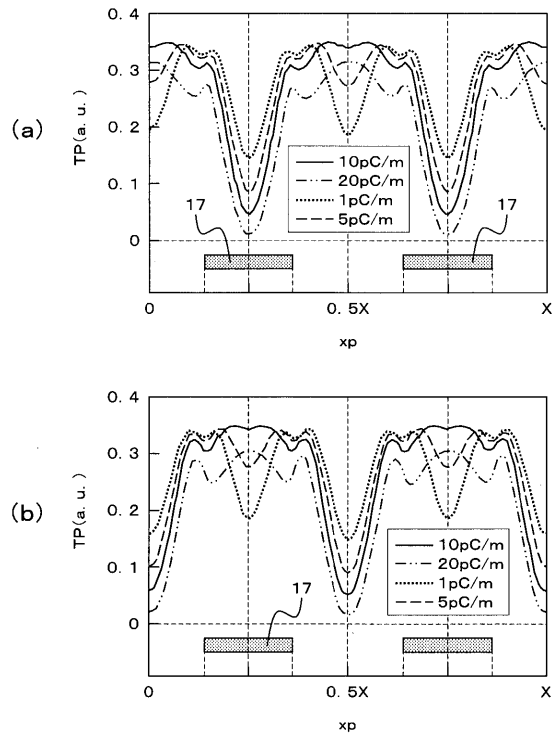 (a)
TP(a. u. )
0. 4
0. 3
0. 2
0. 1
0
10pC/m
20pC/m
1pC/m
5pC/m
17
17
0
0. 5X
X
xp
(b)
TP(a. u. )
0. 4
0. 3
0. 2
0. 1
0
10pC/m
20pC/m
1pC/m
5pC/m
17
0
0. 5X
X
xp